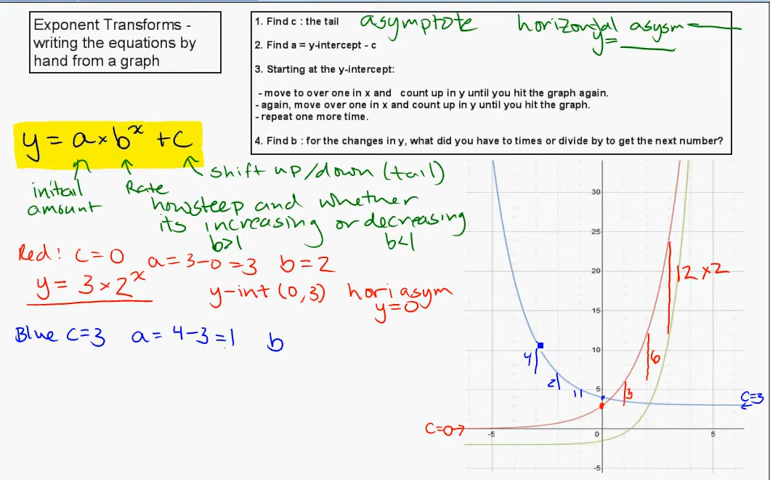 Exponent Transforms -
writing the equations by
hand from a graph
1. Find c : the tail asymptote horizontal asysm
y=
2. Find a = y-intercept - c
3. Starting at the y-intercept:
- move to over one in x and count up in y until you hit the graph again.
- again, move over one in x and count up in y until you hit the graph.
- repeat one more time.
4. Find b : for the changes in y, what did you have to times or divide by to get the next number?
y = a × b^x + c
initail
amount
Rate
shift up/down (tail)
how steep and whether
its increasing or decreasing
b>1 b<1
Red: c=0 a=3-0=3 b=2
y = 3 × 2^x
y-int (0,3) hori asym
y=0
Blue c=3 a=4-3=1 b
30
25
20
15
10
5
-5
-5 0 5
12 ×2
6
3
4
2
11
c=3
c=0→